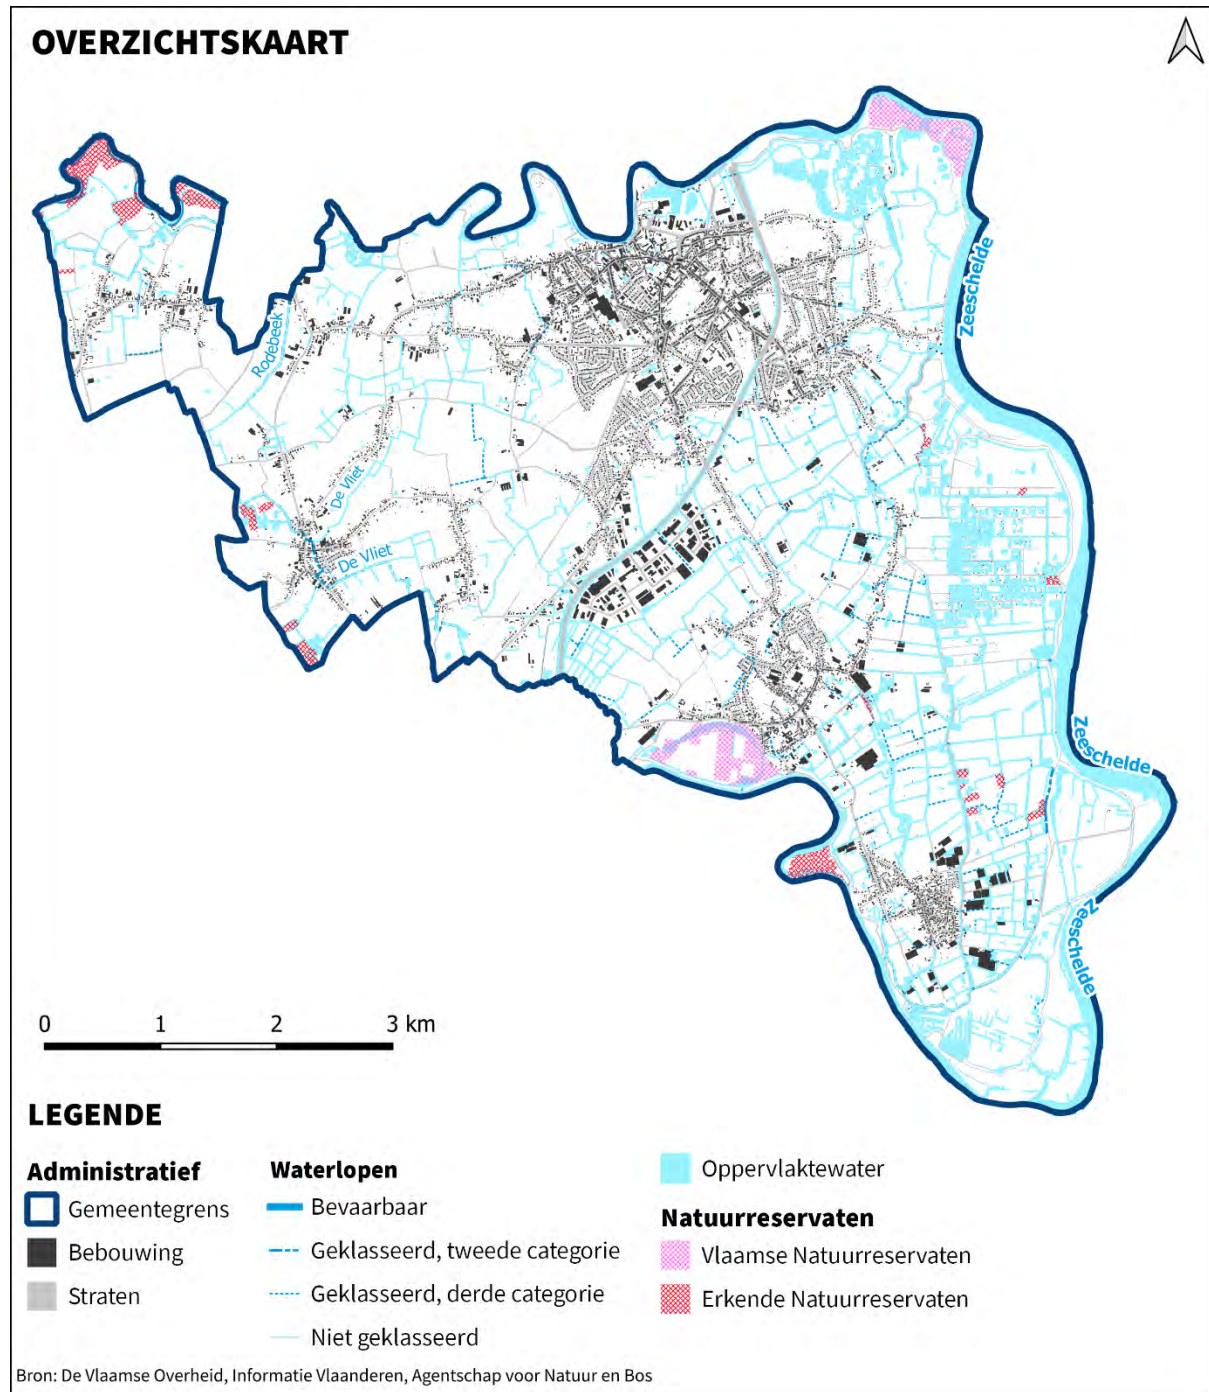 OVERZICHTSKAART
Zeeschelde
Rodebeek
De Vliet
De Vliet
Zeeschelde
Zeeschelde
0 1 2 3 km
LEGENDE
Administratief
Gemeentegrens
Bebouwing
Straten
Waterlopen
Bevaarbaar
Geklasseerd, tweede categorie
Geklasseerd, derde categorie
Niet geklasseerd
Oppervlaktewater
Natuurreservaten
Vlaamse Natuurreservaten
Erkende Natuurreservaten
Bron: De Vlaamse Overheid, Informatie Vlaanderen, Agentschap voor Natuur en Bos